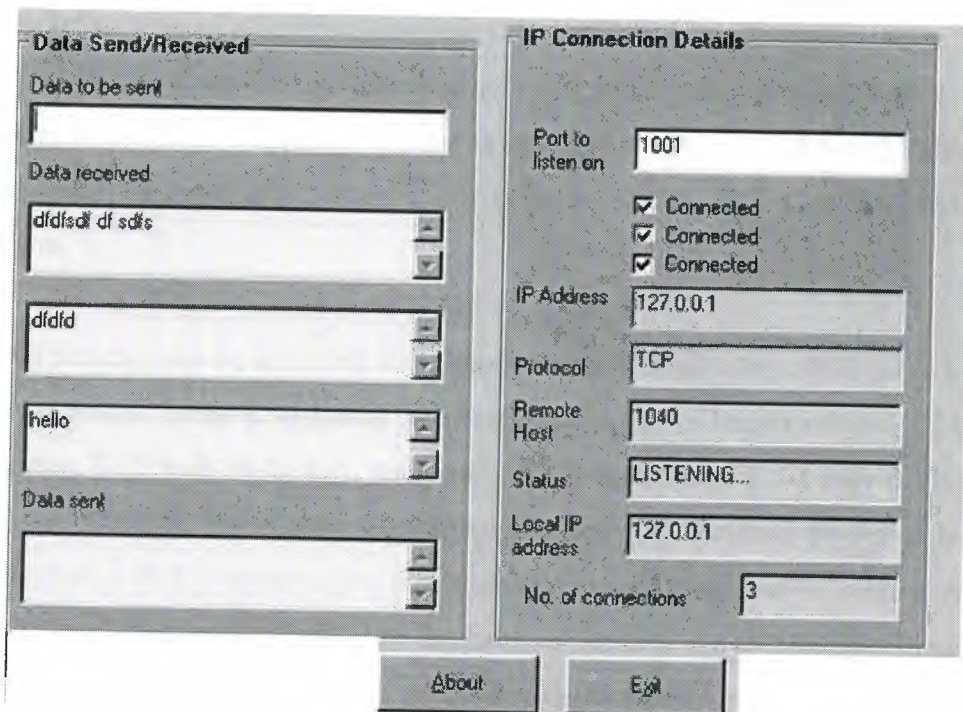 Data Send/Received
Data to be sent
Data received
dfdfsdf df sdfs
dfdfd
hello
Data sent
IP Connection Details
Port to
listen on
1001
Connected
Connected
Connected
IP Address
127.0.0.1
Protocol
TCP
Remote
Host
1040
Status
LISTENING...
Local IP
address
127.0.0.1
No. of connections
3
About
Exit